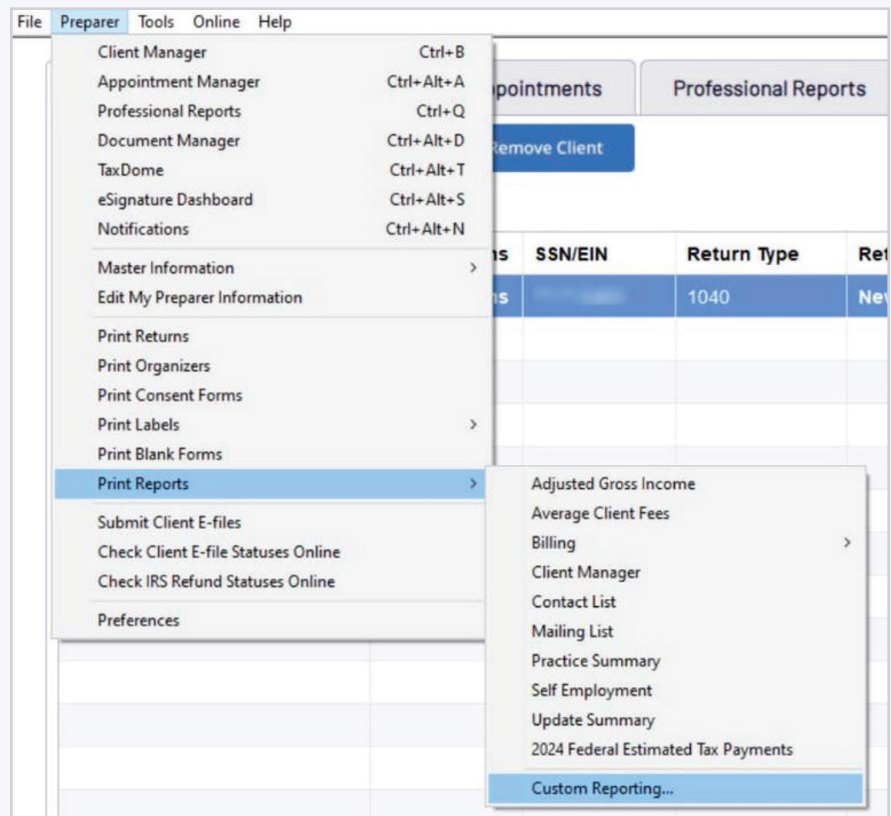 File Preparer Tools Online Help
Client Manager Ctrl+B
Appointment Manager Ctrl+Alt+A
Professional Reports Ctrl+Q
Document Manager Ctrl+Alt+D
TaxDome Ctrl+Alt+T
eSignature Dashboard Ctrl+Alt+S
Notifications Ctrl+Alt+N
Master Information >
Edit My Preparer Information
Print Returns
Print Organizers
Print Consent Forms
Print Labels >
Print Blank Forms
Print Reports >
Submit Client E-files
Check Client E-file Statuses Online
Check IRS Refund Statuses Online
Preferences
Professional Reports
Remove Client
SSN/EIN Return Type
1040
Adjusted Gross Income
Average Client Fees
Billing >
Client Manager
Contact List
Mailing List
Practice Summary
Self Employment
Update Summary
2024 Federal Estimated Tax Payments
Custom Reporting...